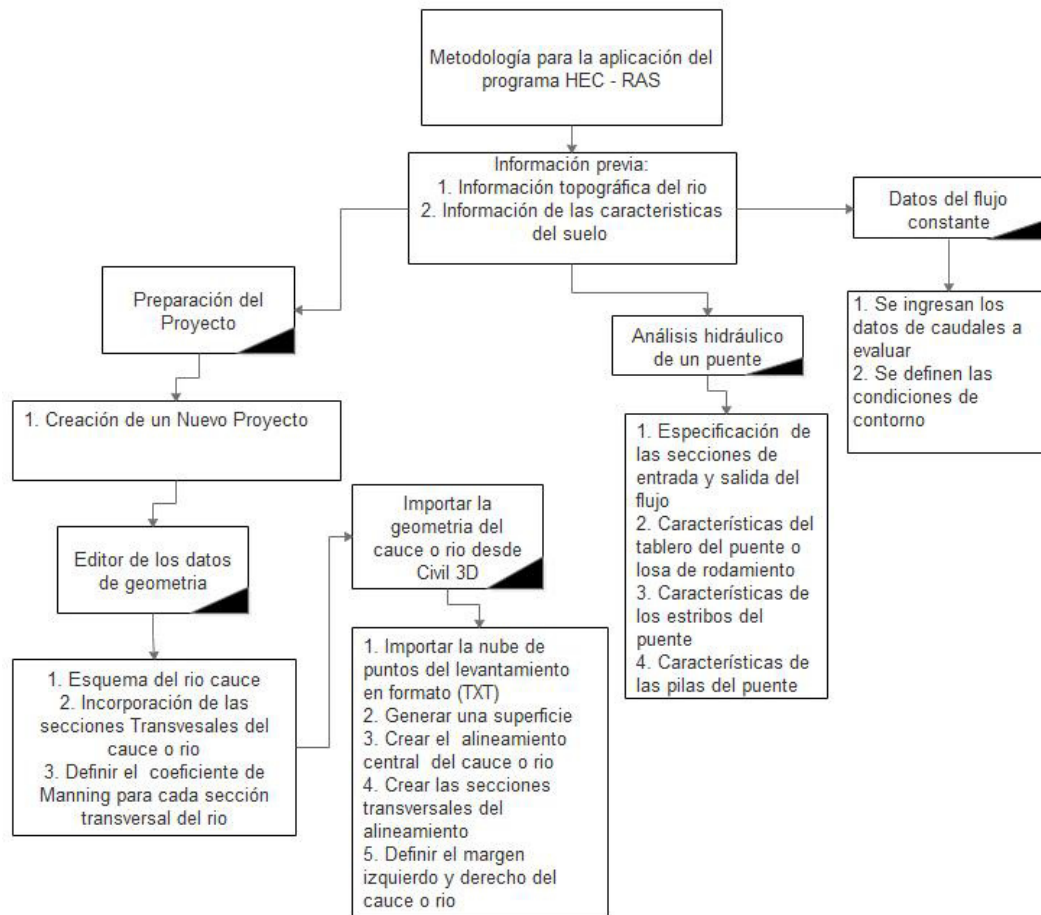 Metodología para la aplicación del
programa HEC - RAS
Información previa:
1. Información topográfica del rio
2. Información de las caracteristicas
del suelo
Datos del flujo
constante
1. Se ingresan los
datos de caudales a
evaluar
2. Se definen las
condiciones de
contorno
Preparación del
Proyecto
1. Creación de un Nuevo Proyecto
Editor de los datos
de geometria
1. Esquema del rio cauce
2. Incorporación de las
secciones Transvesales del
cauce o rio
3. Definir el coeficiente de
Manning para cada sección
transversal del rio
Importar la
geometria del
cauce o rio desde
Civil 3D
1. Importar la nube de
puntos del levantamiento
en formato (TXT)
2. Generar una superficie
3. Crear el alineamiento
central del cauce o rio
4. Crear las secciones
transversales del
alineamiento
5. Definir el margen
izquierdo y derecho del
cauce o rio
Análisis hidráulico
de un puente
1. Especificación de
las secciones de
entrada y salida del
flujo
2. Característícas del
tablero del puente o
losa de rodamiento
3. Características de
los estribos del
puente
4. Características de
las pilas del puente